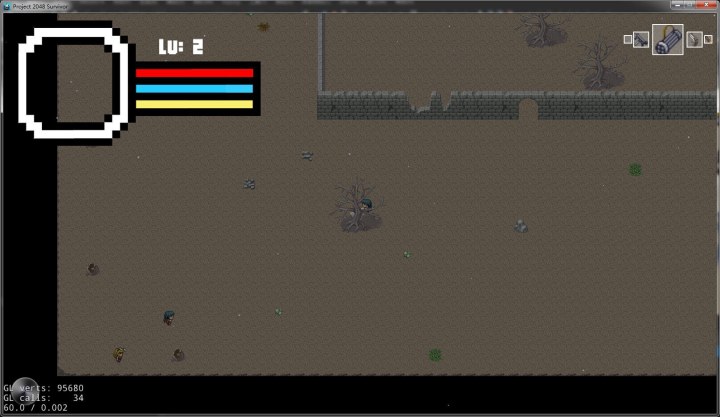 Project 2048 Survivor
Lv: 2
GL verts: 95680
GL calls: 34
60.0 / 0.002